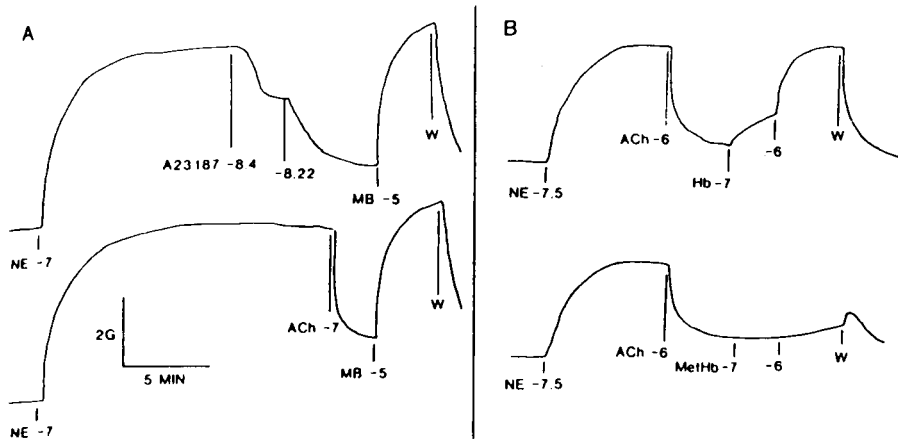 A
A23187 -8.4
-8.22
MB -5
W
NE -7
2G
5 MIN
ACh -7
MB -5
W
NE -7
B
ACh -6
Hb -7
-6
W
NE -7.5
ACh -6
MetHb -7
-6
W
NE -7.5